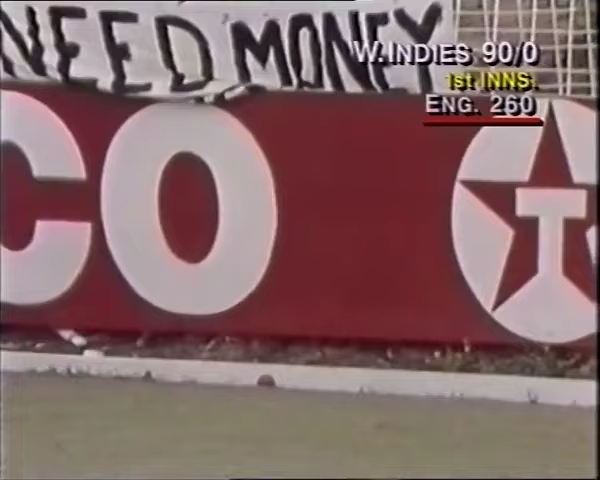 NEED MONEY
W.INDIES 90/0
1st INNS.
ENG. 260
CO
T